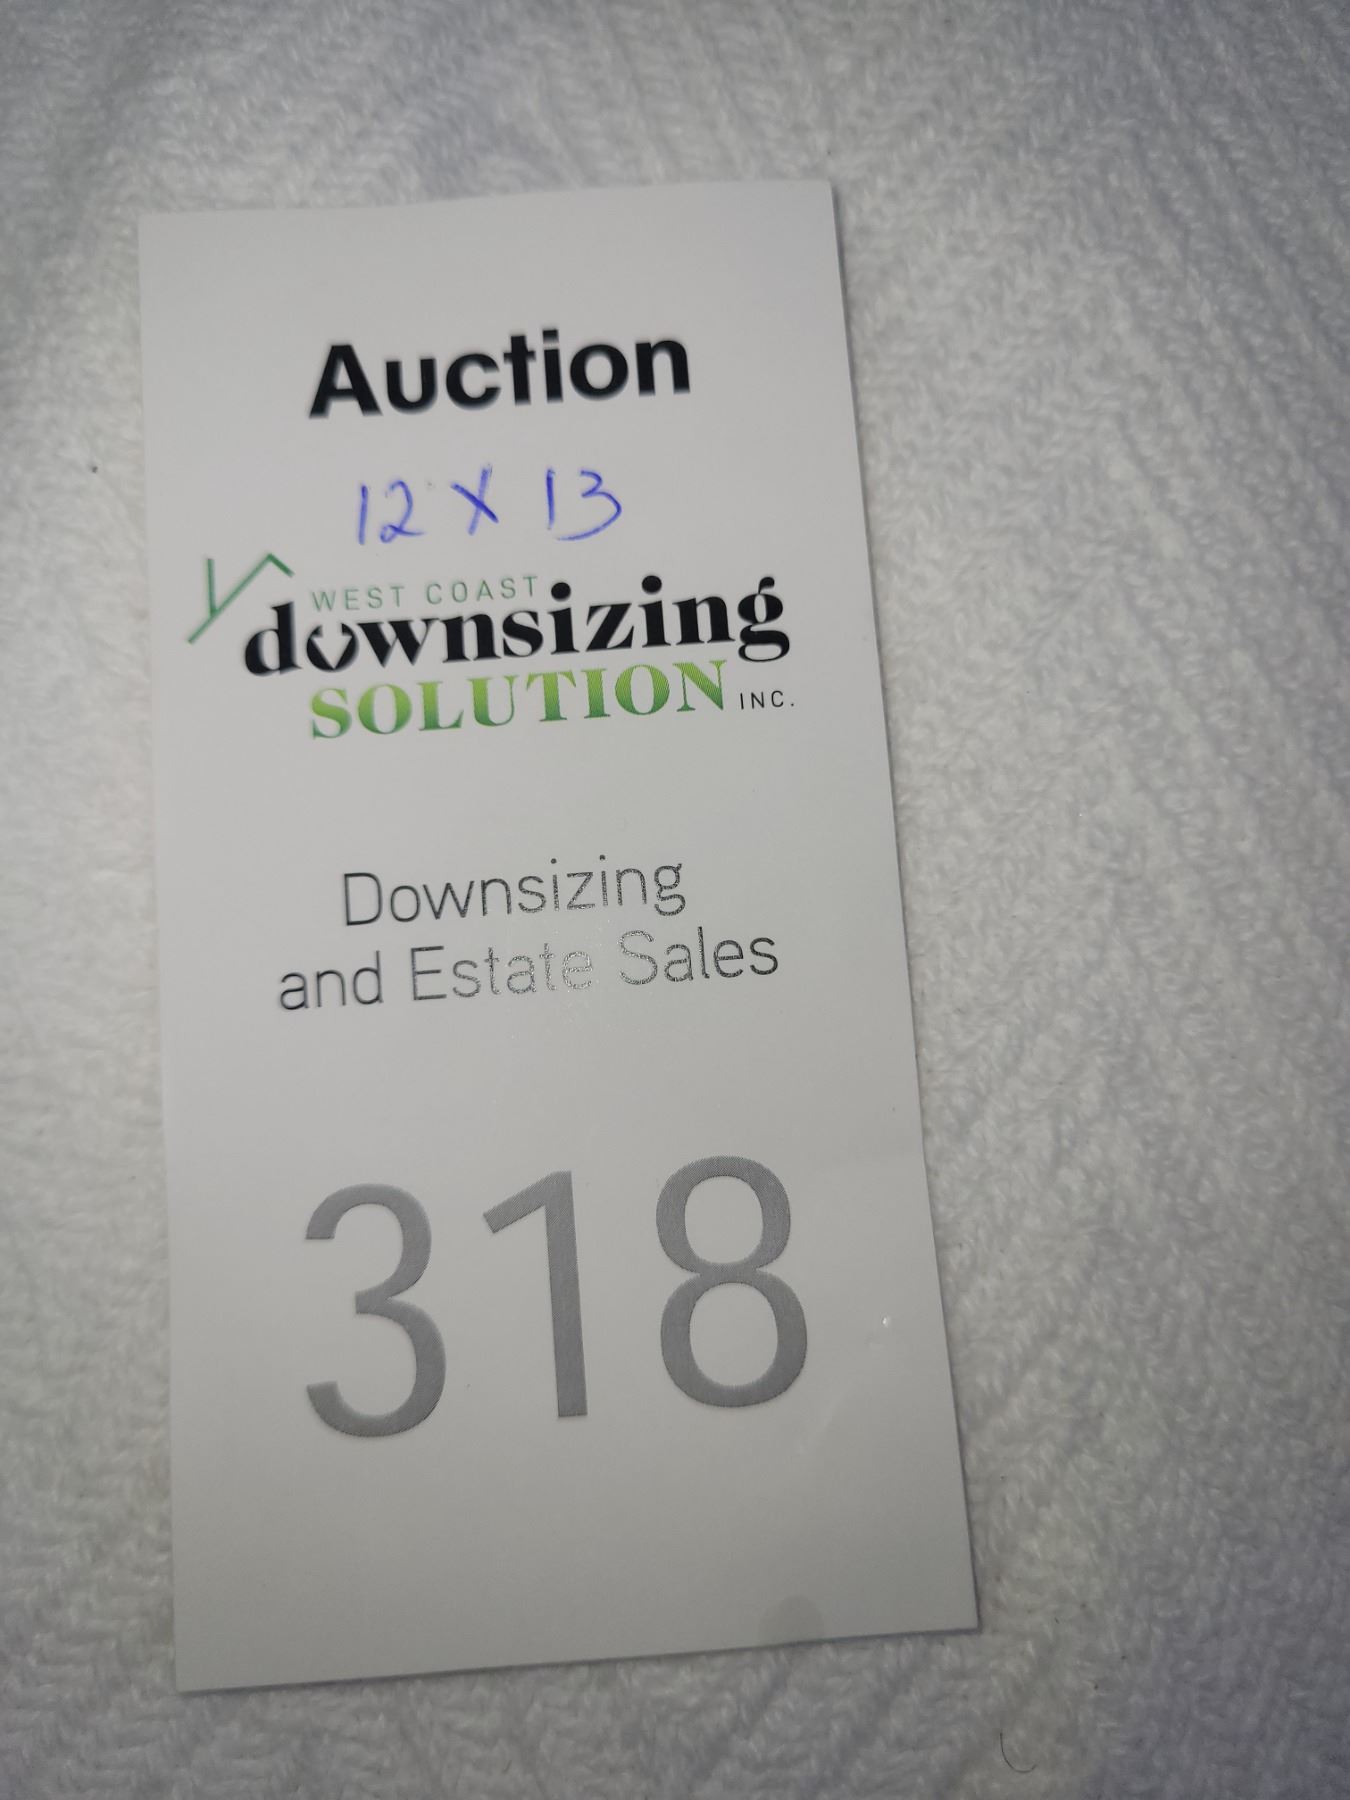 Auction
12 X 13
WEST COAST
downsizing
SOLUTION INC.
Downsizing
and Estate Sales
318